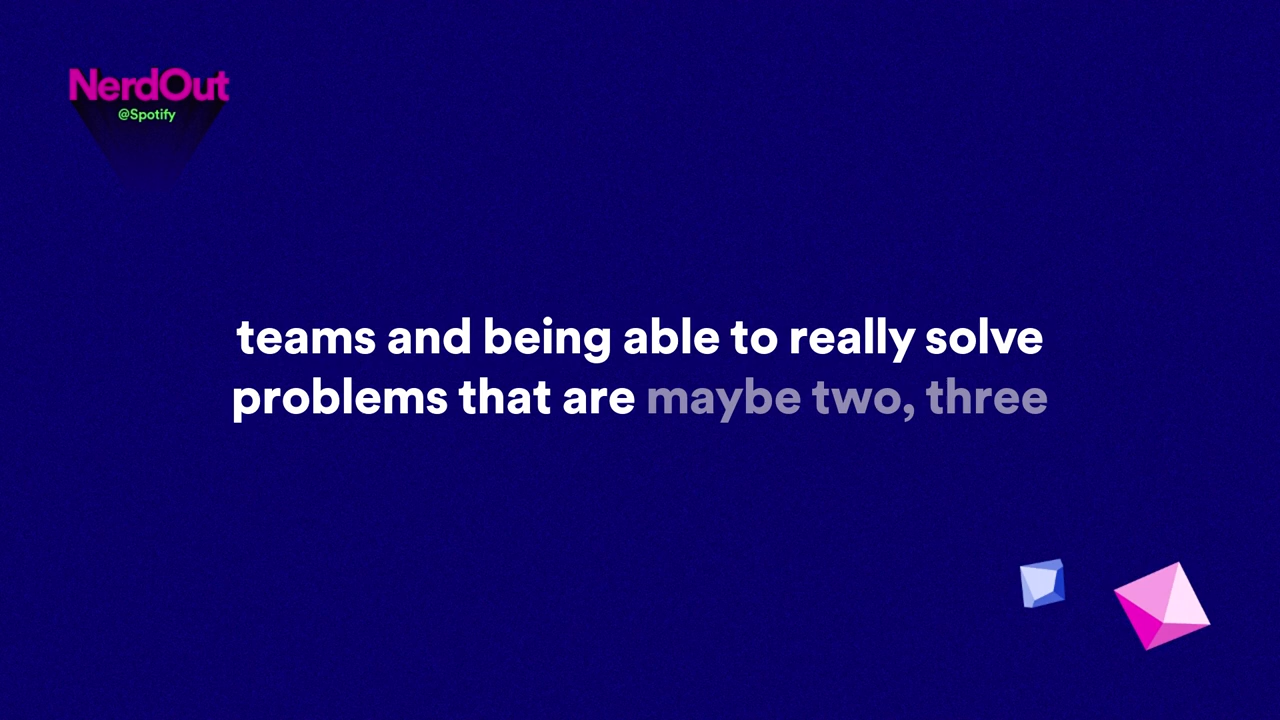 NerdOut
@Spotify
teams and being able to really solve
problems that are maybe two, three